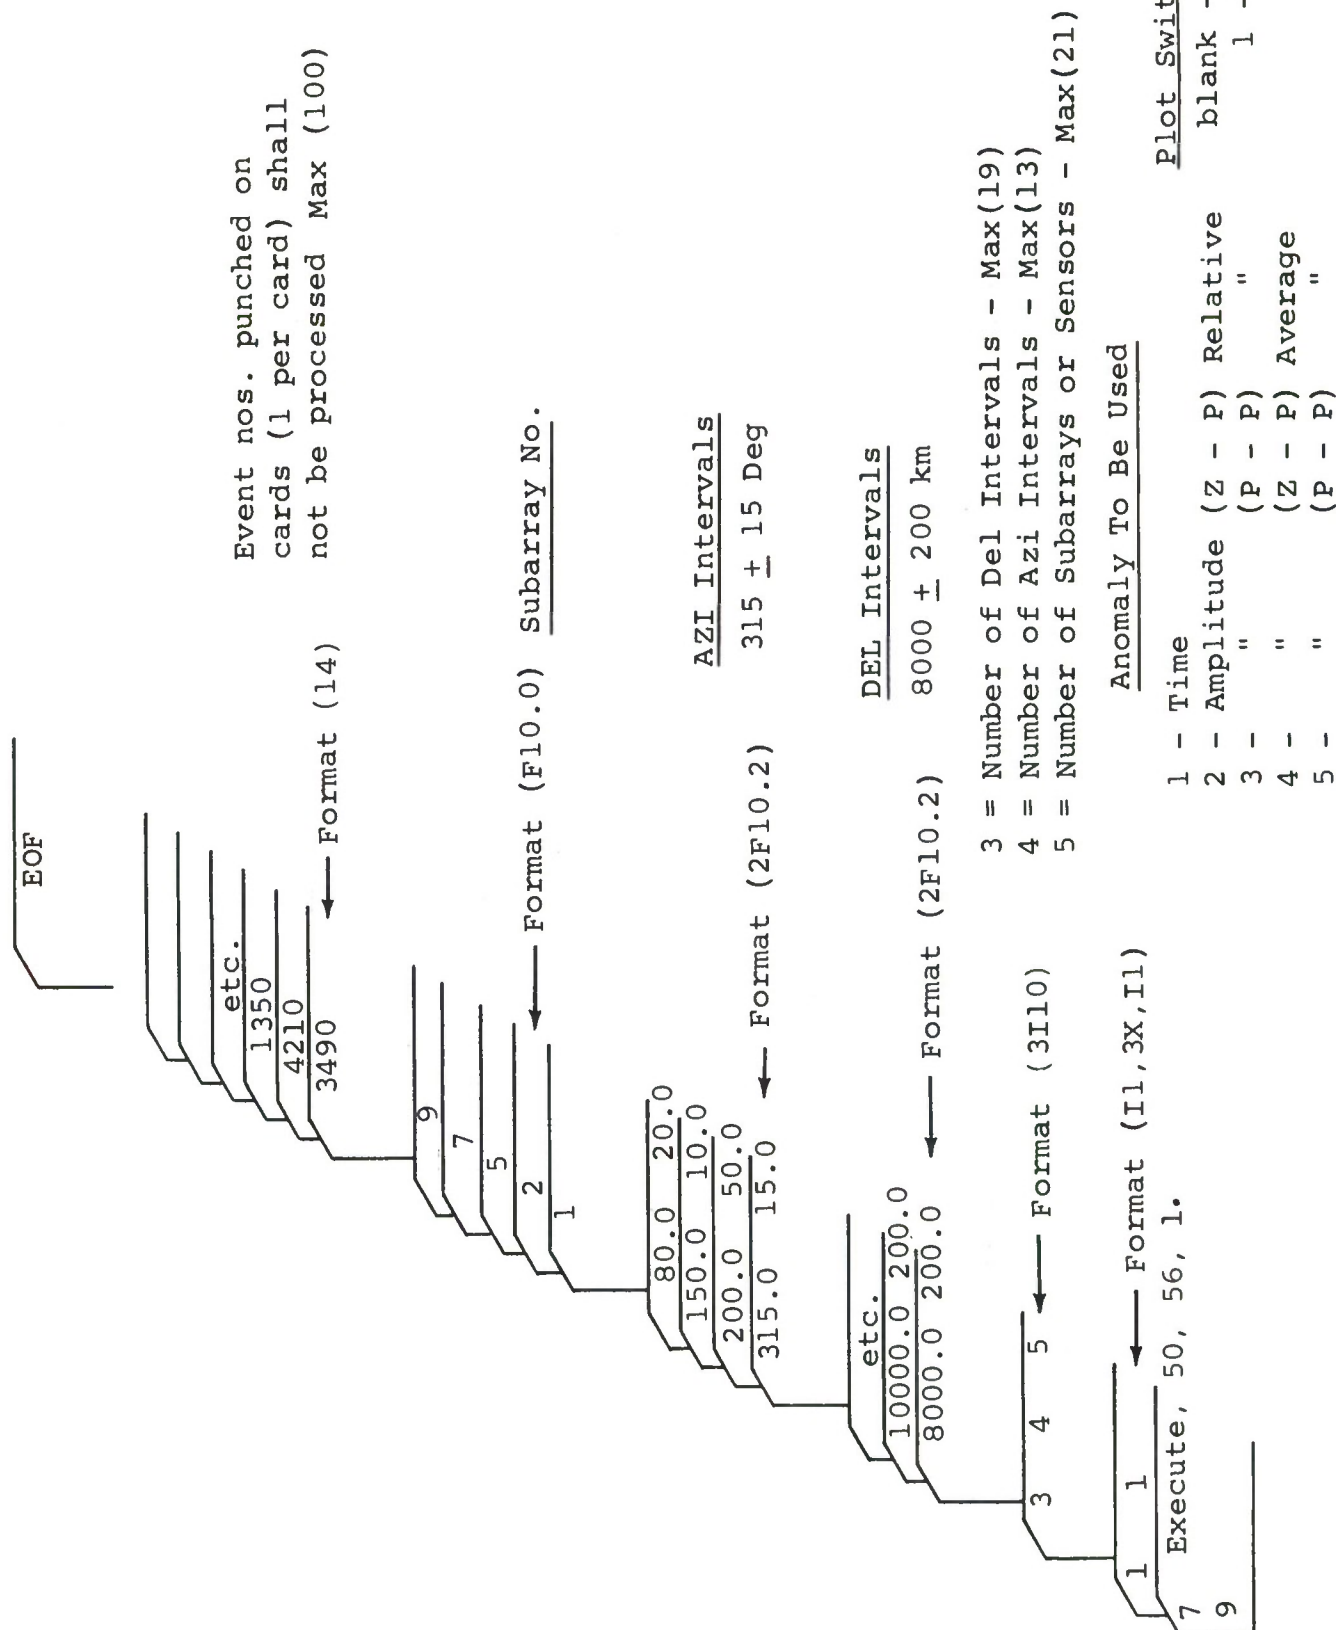 EOF
etc.
1350
4210
3490
Format (14)
Event nos. punched on
cards (1 per card) shall
not be processed Max (100)
9
7
5
2
1
Format (F10.0) Subarray No.
80.0 20.0
150.0 10.0
200.0 50.0
315.0 15.0
Format (2F10.2)
AZI Intervals
315 ± 15 Deg
etc.
10000.0 200.0
8000.0 200.0
Format (2F10.2)
DEL Intervals
8000 ± 200 km
3 4 5
Format (3I10)
3 = Number of Del Intervals - Max(19)
4 = Number of Azi Intervals - Max(13)
5 = Number of Subarrays or Sensors - Max(21)
1 1
Format (I1,3X,I1)
7 Execute, 50, 56, 1.
9
Anomaly To Be Used
1 - Time
2 - Amplitude (Z - P) Relative
3 - " (P - P) "
4 - " (Z - P) Average
5 - " (P - P) "
Plot Swit
blank -
1 -